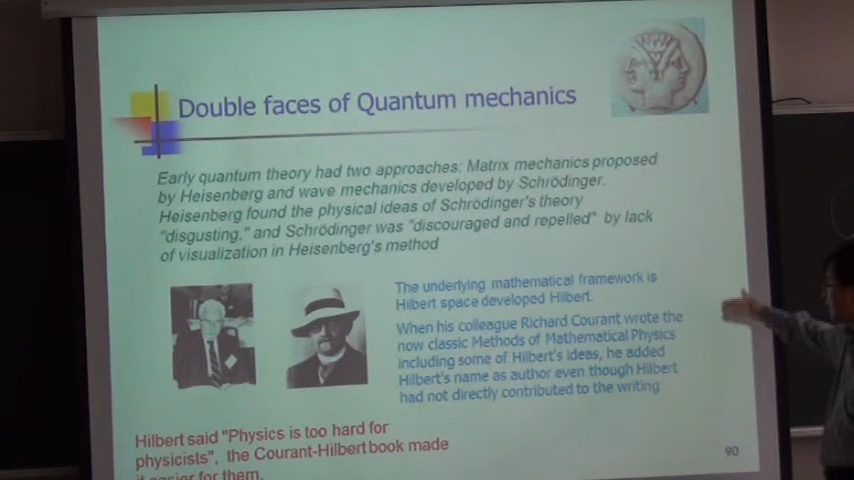 Double faces of Quantum mechanics
Early quantum theory had two approaches: Matrix mechanics proposed
by Heisenberg and wave mechanics developed by Schrödinger.
Heisenberg found the physical ideas of Schrödinger's theory
"disgusting," and Schrödinger was "discouraged and repelled" by lack
of visualization in Heisenberg's method
The underlying mathematical framework is
Hilbert space developed Hilbert.
When his colleague Richard Courant wrote the
now classic Methods of Mathematical Physics
including some of Hilbert's ideas, he added
Hilbert's name as author even though Hilbert
had not directly contributed to the writing
Hilbert said "Physics is too hard for
physicists", the Courant-Hilbert book made
it easier for them.
90